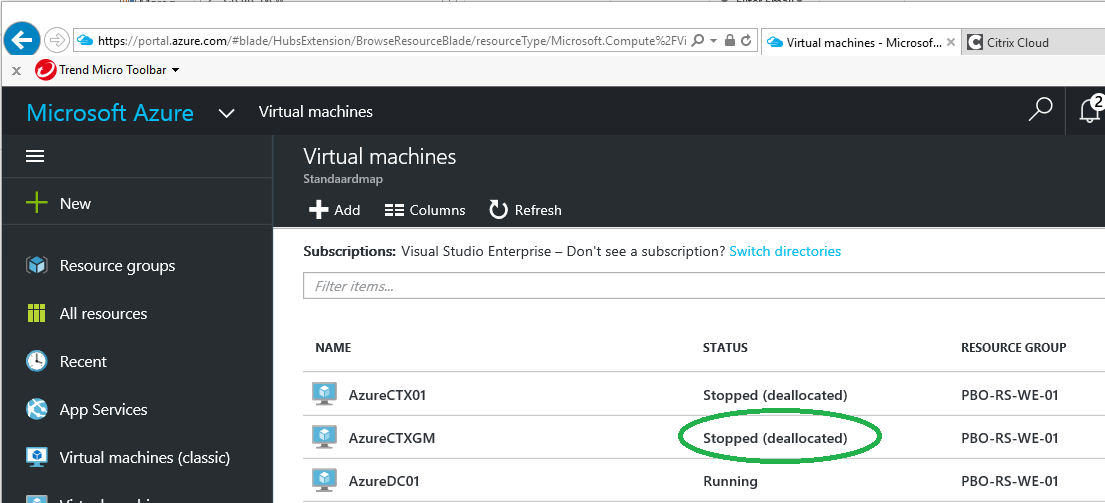 https://portal.azure.com/#blade/HubsExtension/BrowseResourceBlade/resourceType/Microsoft.Compute%2FVi
Virtual machines - Microsof...
Citrix Cloud
x Trend Micro Toolbar
Microsoft Azure Virtual machines 2
Virtual machines
Standaardmap
New
Add Columns Refresh
Subscriptions: Visual Studio Enterprise – Don't see a subscription? Switch directories
Resource groups
Filter items...
All resources
NAME STATUS RESOURCE GROUP
Recent
AzureCTX01 Stopped (deallocated) PBO-RS-WE-01
App Services
AzureCTXGM Stopped (deallocated) PBO-RS-WE-01
Virtual machines (classic)
AzureDC01 Running PBO-RS-WE-01